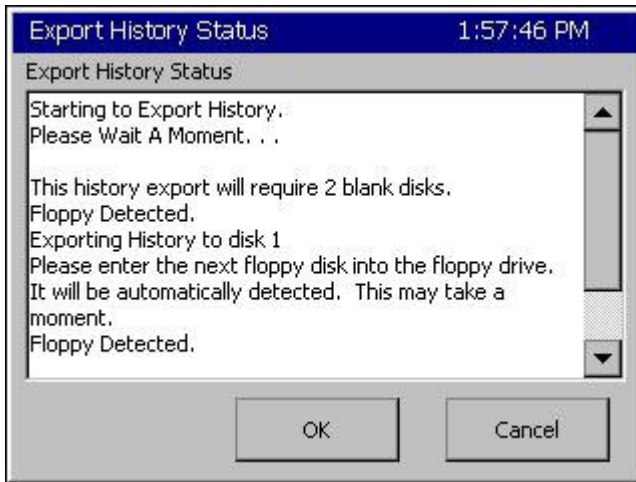 Export History Status 1:57:46 PM
Export History Status
Starting to Export History.
Please Wait A Moment. . .
This history export will require 2 blank disks.
Floppy Detected.
Exporting History to disk 1
Please enter the next floppy disk into the floppy drive.
It will be automatically detected.  This may take a
moment.
Floppy Detected.
OK Cancel